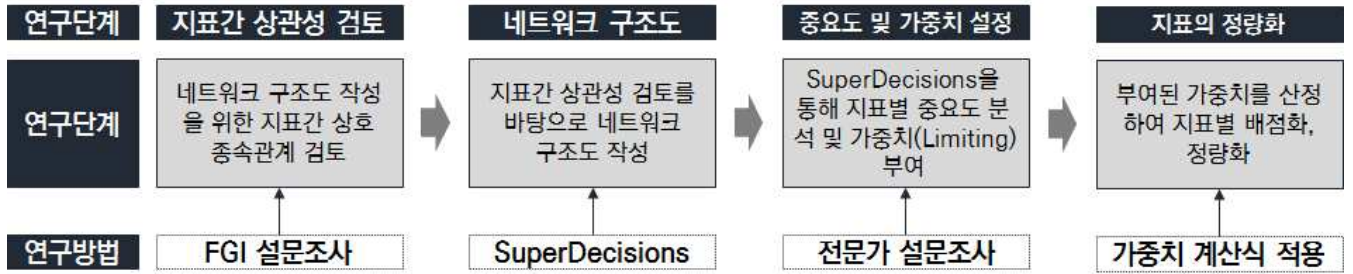 연구단계 지표간 상관성 검토 네트워크 구조도 중요도 및 가중치 설정 지표의 정량화
연구단계
네트워크 구조도 작성
을 위한 지표간 상호
종속관계 검토
지표간 상관성 검토를
바탕으로 네트워크
구조도 작성
SuperDecisions을
통해 지표별 중요도 분
석 및 가중치(Limiting)
부여
부여된 가중치를 산정
하여 지표별 배점화,
정량화
연구방법 FGI 설문조사 SuperDecisions 전문가 설문조사 가중치 계산식 적용